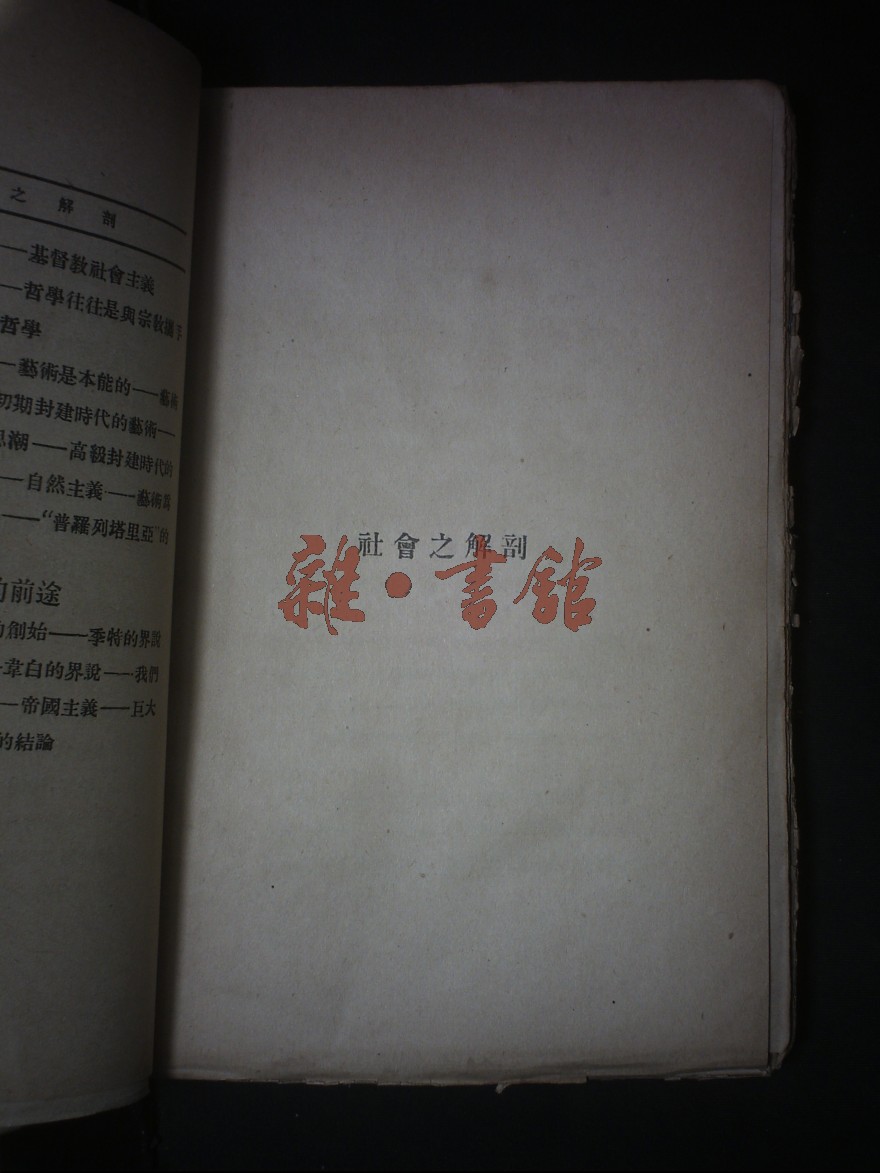 之解剖
——基督教社會主義
——哲學往往是與宗教攜手
哲學
—藝術是本能的——藝術
初期封建時代的藝術——
思潮——高級封建時代的
——自然主義——藝術為
——“普羅列塔里亞”的
的前途
的創始——季特的界說
—韋白的界說——我們
——帝國主義——巨大
的結論
社會之解剖
雜·書館